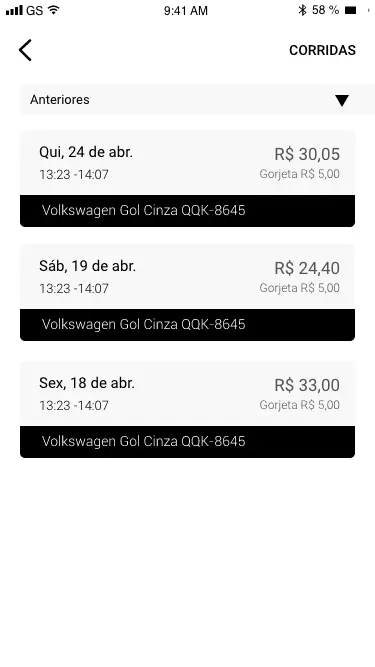 GS 9:41 AM 58 %
CORRIDAS
Anteriores
Qui, 24 de abr. R$ 30,05
13:23 -14:07 Gorjeta R$ 5,00
Volkswagen Gol Cinza QQK-8645
Sáb, 19 de abr. R$ 24,40
13:23 -14:07 Gorjeta R$ 5,00
Volkswagen Gol Cinza QQK-8645
Sex, 18 de abr. R$ 33,00
13:23 -14:07 Gorjeta R$ 5,00
Volkswagen Gol Cinza QQK-8645